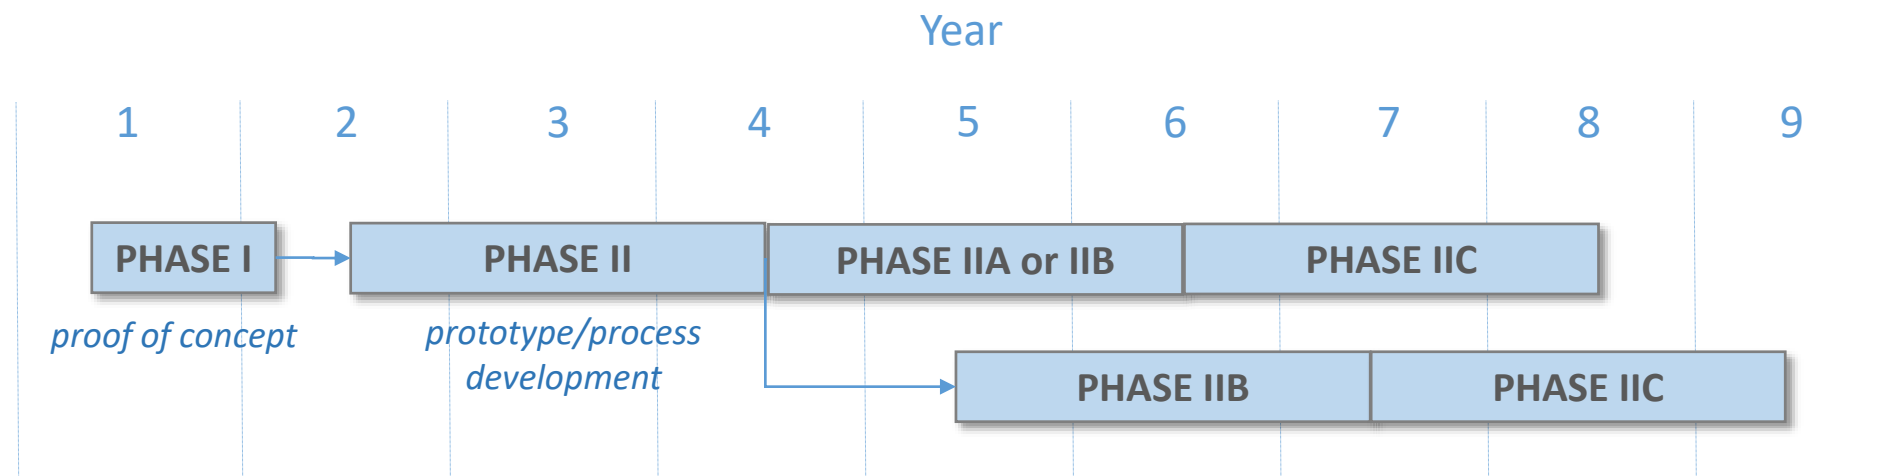 Year
1 2 3 4 5 6 7 8 9
PHASE I PHASE II PHASE IIA or IIB PHASE IIC
proof of concept
prototype/process
development
PHASE IIB PHASE IIC